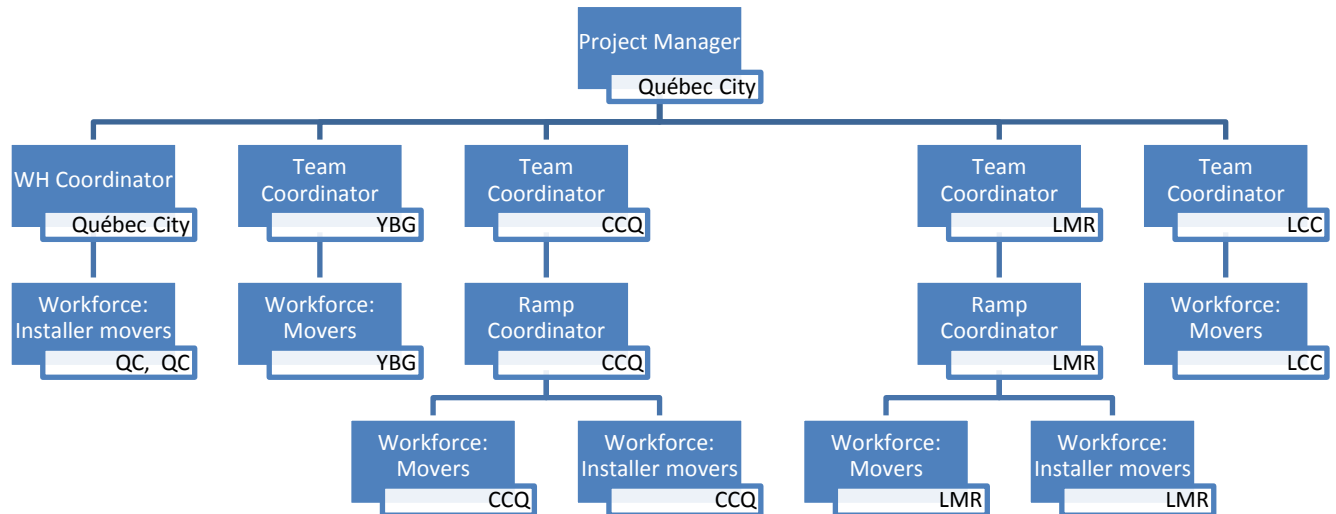 Project Manager
Québec City
WH Coordinator
Québec City
Team
Coordinator
YBG
Team
Coordinator
CCQ
Team
Coordinator
LMR
Team
Coordinator
LCC
Workforce:
Installer movers
QC, QC
Workforce:
Movers
YBG
Ramp
Coordinator
CCQ
Ramp
Coordinator
LMR
Workforce:
Movers
LCC
Workforce:
Movers
CCQ
Workforce:
Installer movers
CCQ
Workforce:
Movers
LMR
Workforce:
Installer movers
LMR